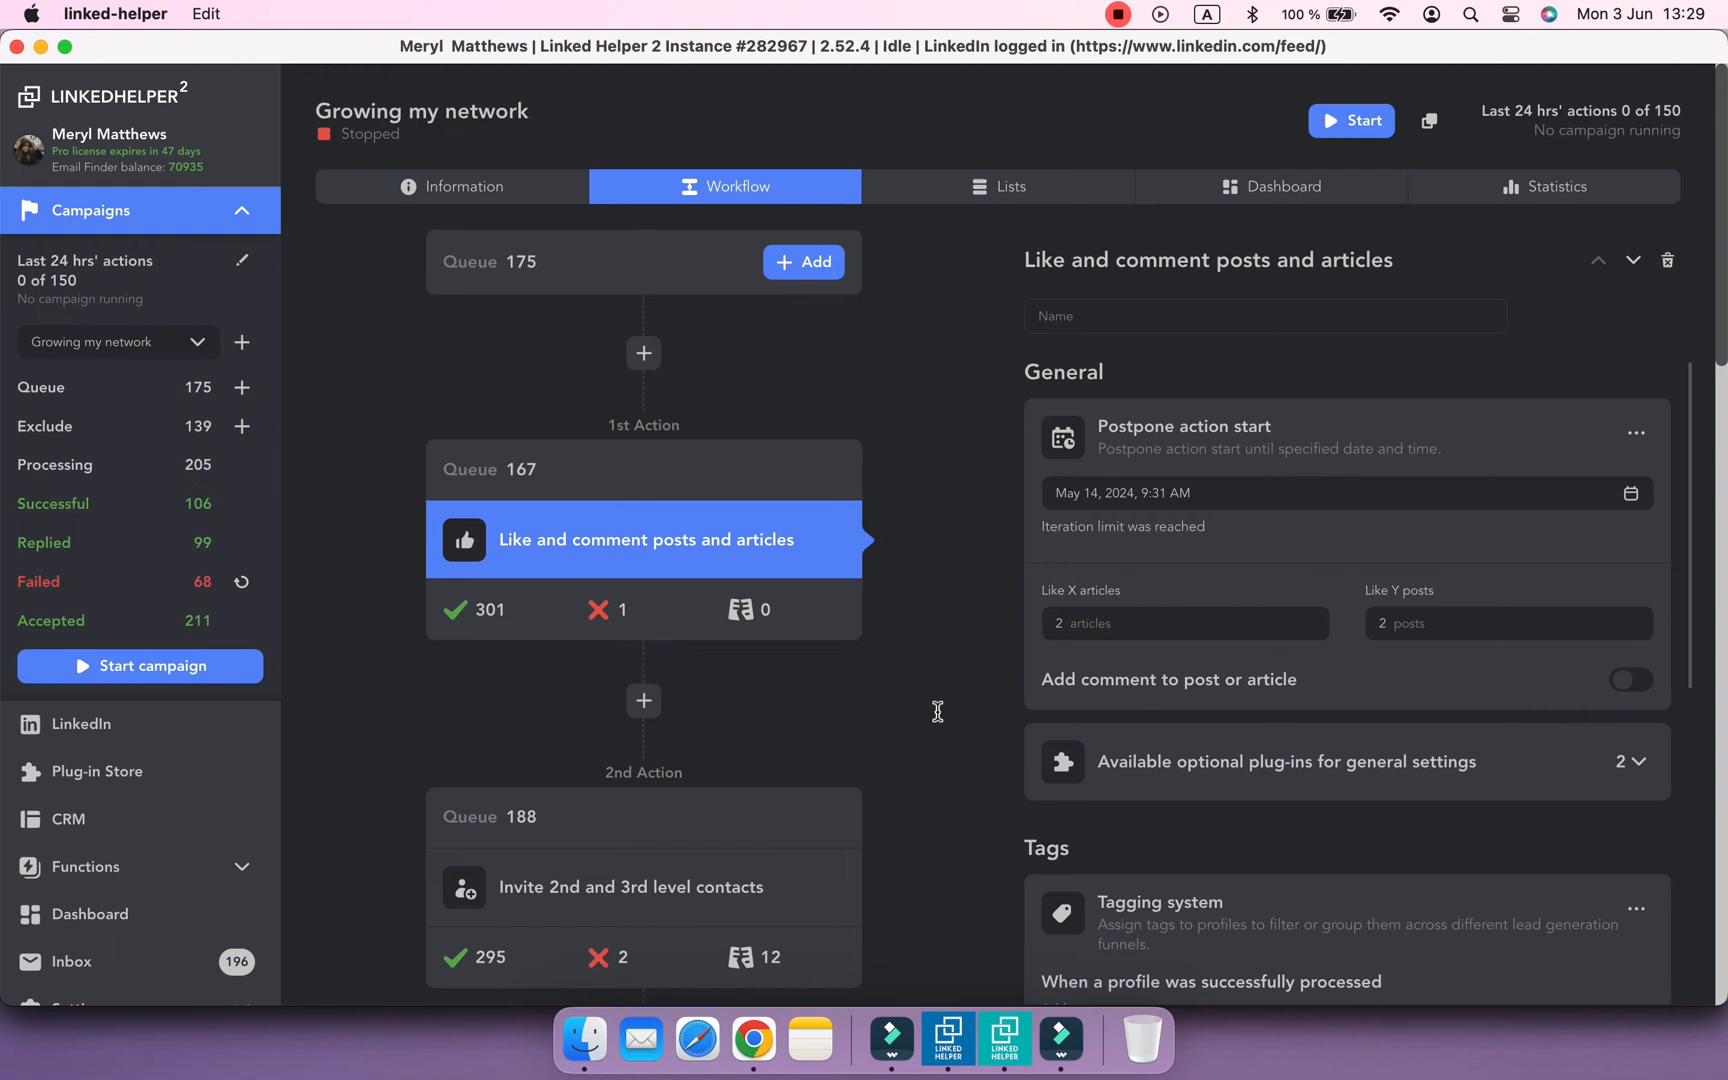 linked-helper Edit
A 100 % Mon 3 Jun 13:29
Meryl Matthews | Linked Helper 2 Instance #282967 | 2.52.4 | Idle | LinkedIn logged in (https://www.linkedin.com/feed/)
LINKEDHELPER 2
Meryl Matthews
Pro license expires in 47 days
Email Finder balance: 70935
Campaigns
Last 24 hrs' actions
0 of 150
No campaign running
Growing my network
Queue 175
Exclude 139
Processing 205
Successful 106
Replied 99
Failed 68
Accepted 211
Start campaign
LinkedIn
Plug-in Store
CRM
Functions
Dashboard
Inbox 196
Growing my network
Stopped
Start
Last 24 hrs' actions 0 of 150
No campaign running
Information
Workflow
Lists
Dashboard
Statistics
Queue 175
Add
1st Action
Queue 167
Like and comment posts and articles
301 1 0
2nd Action
Queue 188
Invite 2nd and 3rd level contacts
295 2 12
Like and comment posts and articles
Name
General
Postpone action start
Postpone action start until specified date and time.
May 14, 2024, 9:31 AM
Iteration limit was reached
Like X articles Like Y posts
2 articles 2 posts
Add comment to post or article
Available optional plug-ins for general settings 2
Tags
Tagging system
Assign tags to profiles to filter or group them across different lead generation
funnels.
When a profile was successfully processed
LINKED
HELPER
LINKED
HELPER